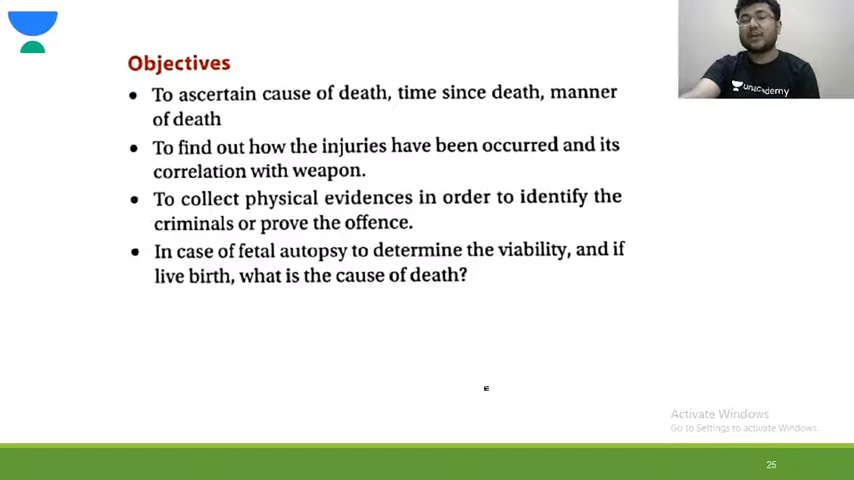 Objectives
• To ascertain cause of death, time since death, manner
of death
• To find out how the injuries have been occurred and its
correlation with weapon.
• To collect physical evidences in order to identify the
criminals or prove the offence.
• In case of fetal autopsy to determine the viability, and if
live birth, what is the cause of death?
unacademy
Activate Windows
Go to Settings to activate Windows.
25